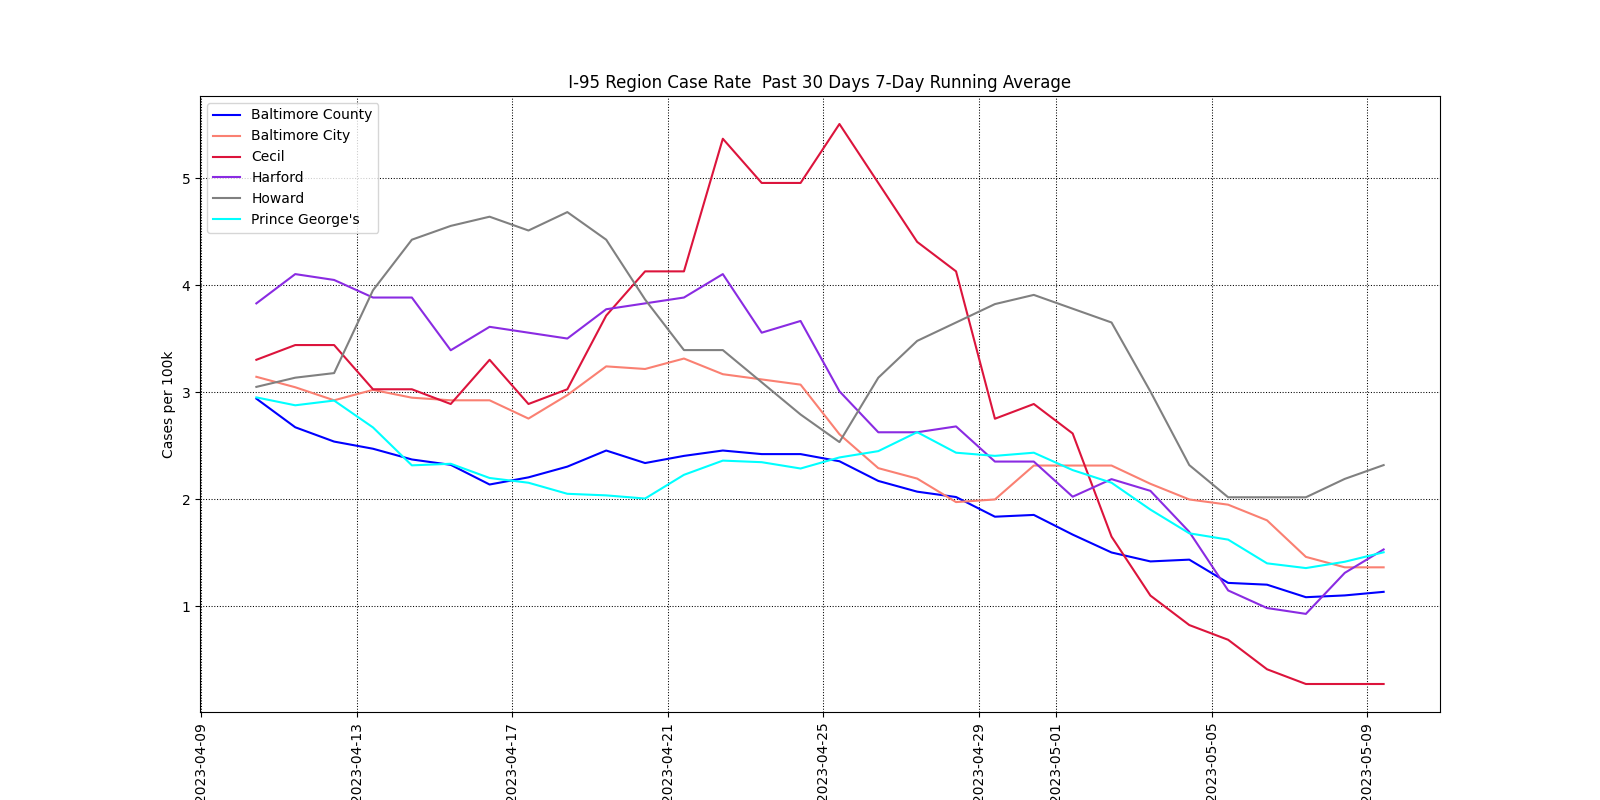 I-95 Region Case Rate  Past 30 Days 7-Day Running Average
Baltimore County
Baltimore City
Cecil
Harford
Howard
Prince George's
Cases per 100k
5
4
3
2
1
2023-04-09
2023-04-13
2023-04-17
2023-04-21
2023-04-25
2023-04-29
2023-05-01
2023-05-05
2023-05-09